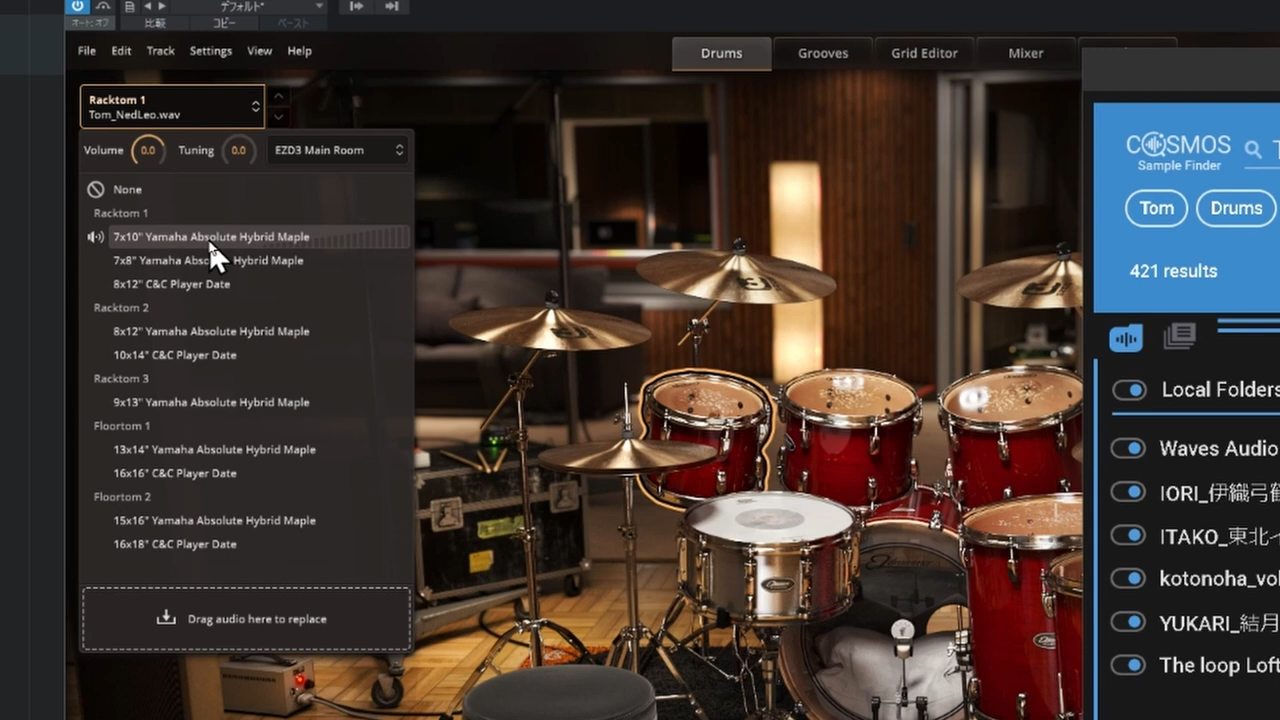 デフォルト*
オート:オフ 比較 コピー ペースト
File Edit Track Settings View Help
Drums Grooves Grid Editor Mixer
Racktom 1
Tom_NedLeo.wav
Volume 0.0 Tuning 0.0 EZD3 Main Room
None
Racktom 1
7x10" Yamaha Absolute Hybrid Maple
7x8" Yamaha Hybrid Maple
8x12" C&C Player Date
Racktom 2
8x12" Yamaha Absolute Hybrid Maple
10x14" C&C Player Date
Racktom 3
9x13" Yamaha Absolute Hybrid Maple
Floortom 1
13x14" Yamaha Absolute Hybrid Maple
16x16" C&C Player Date
Floortom 2
15x16" Yamaha Absolute Hybrid Maple
16x18" C&C Player Date
Drag audio here to replace
COSMOS
Sample Finder
Tom Drums
421 results
Local Folders
Waves Audio
IORI_伊織弓
ITAKO_東北
kotonoha_vo
YUKARI_結月
The loop Loft